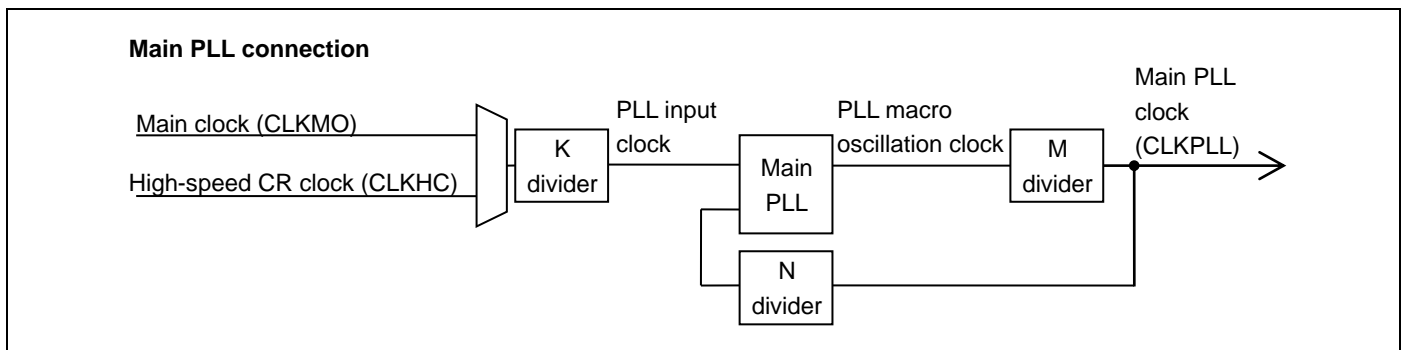 Main PLL connection
Main clock (CLKMO)
High-speed CR clock (CLKHC)
K
divider
PLL input
clock
Main
PLL
PLL macro
oscillation clock
M
divider
Main PLL
clock
(CLKPLL)
N
divider